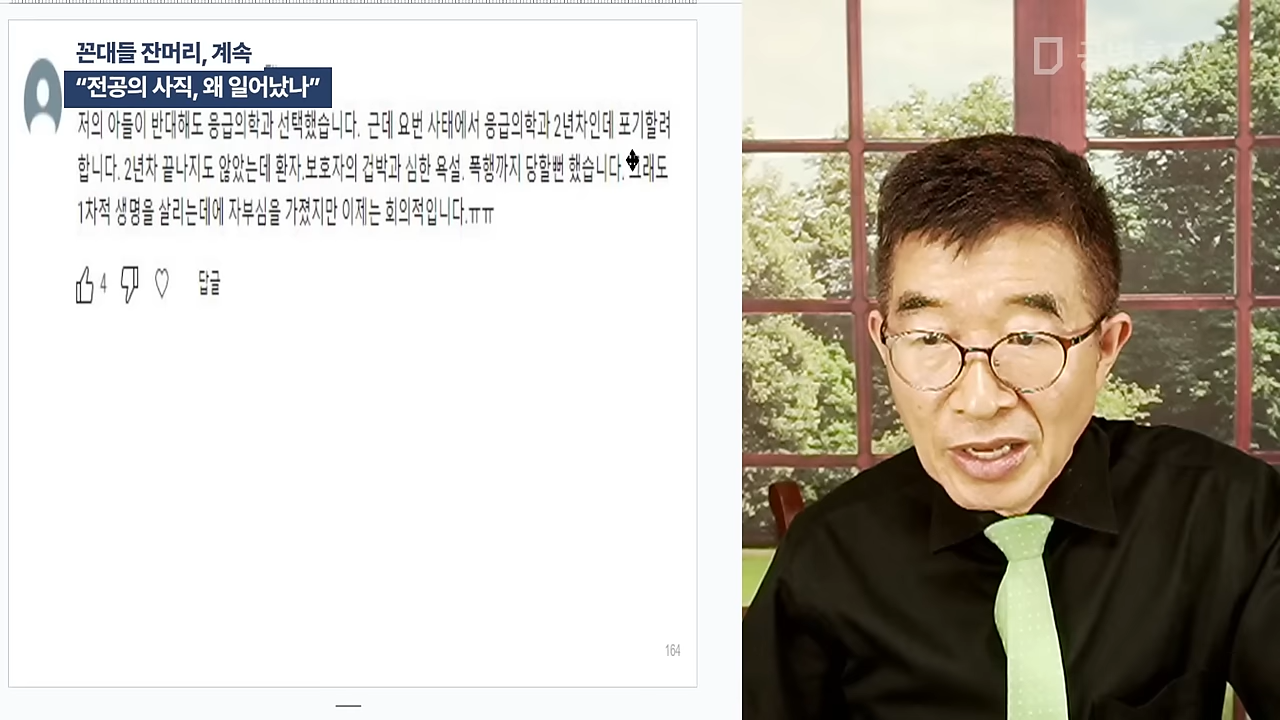 꼰대들 잔머리, 계속
“전공의 사직, 왜 일어났나”
저의 아들이 반대해도 응급의학과 선택했습니다. 근데 요번 사태에서 응급의학과 2년차인데 포기할려
합니다. 2년차 끝나지도 않았는데 환자.보호자의 겁박과 심한 욕설. 폭행까지 당할뻔 했습니다. 그래도
1차적 생명을 살리는데에 자부심을 가졌지만 이제는 회의적입니다.ㅠㅠ
4 답글
164